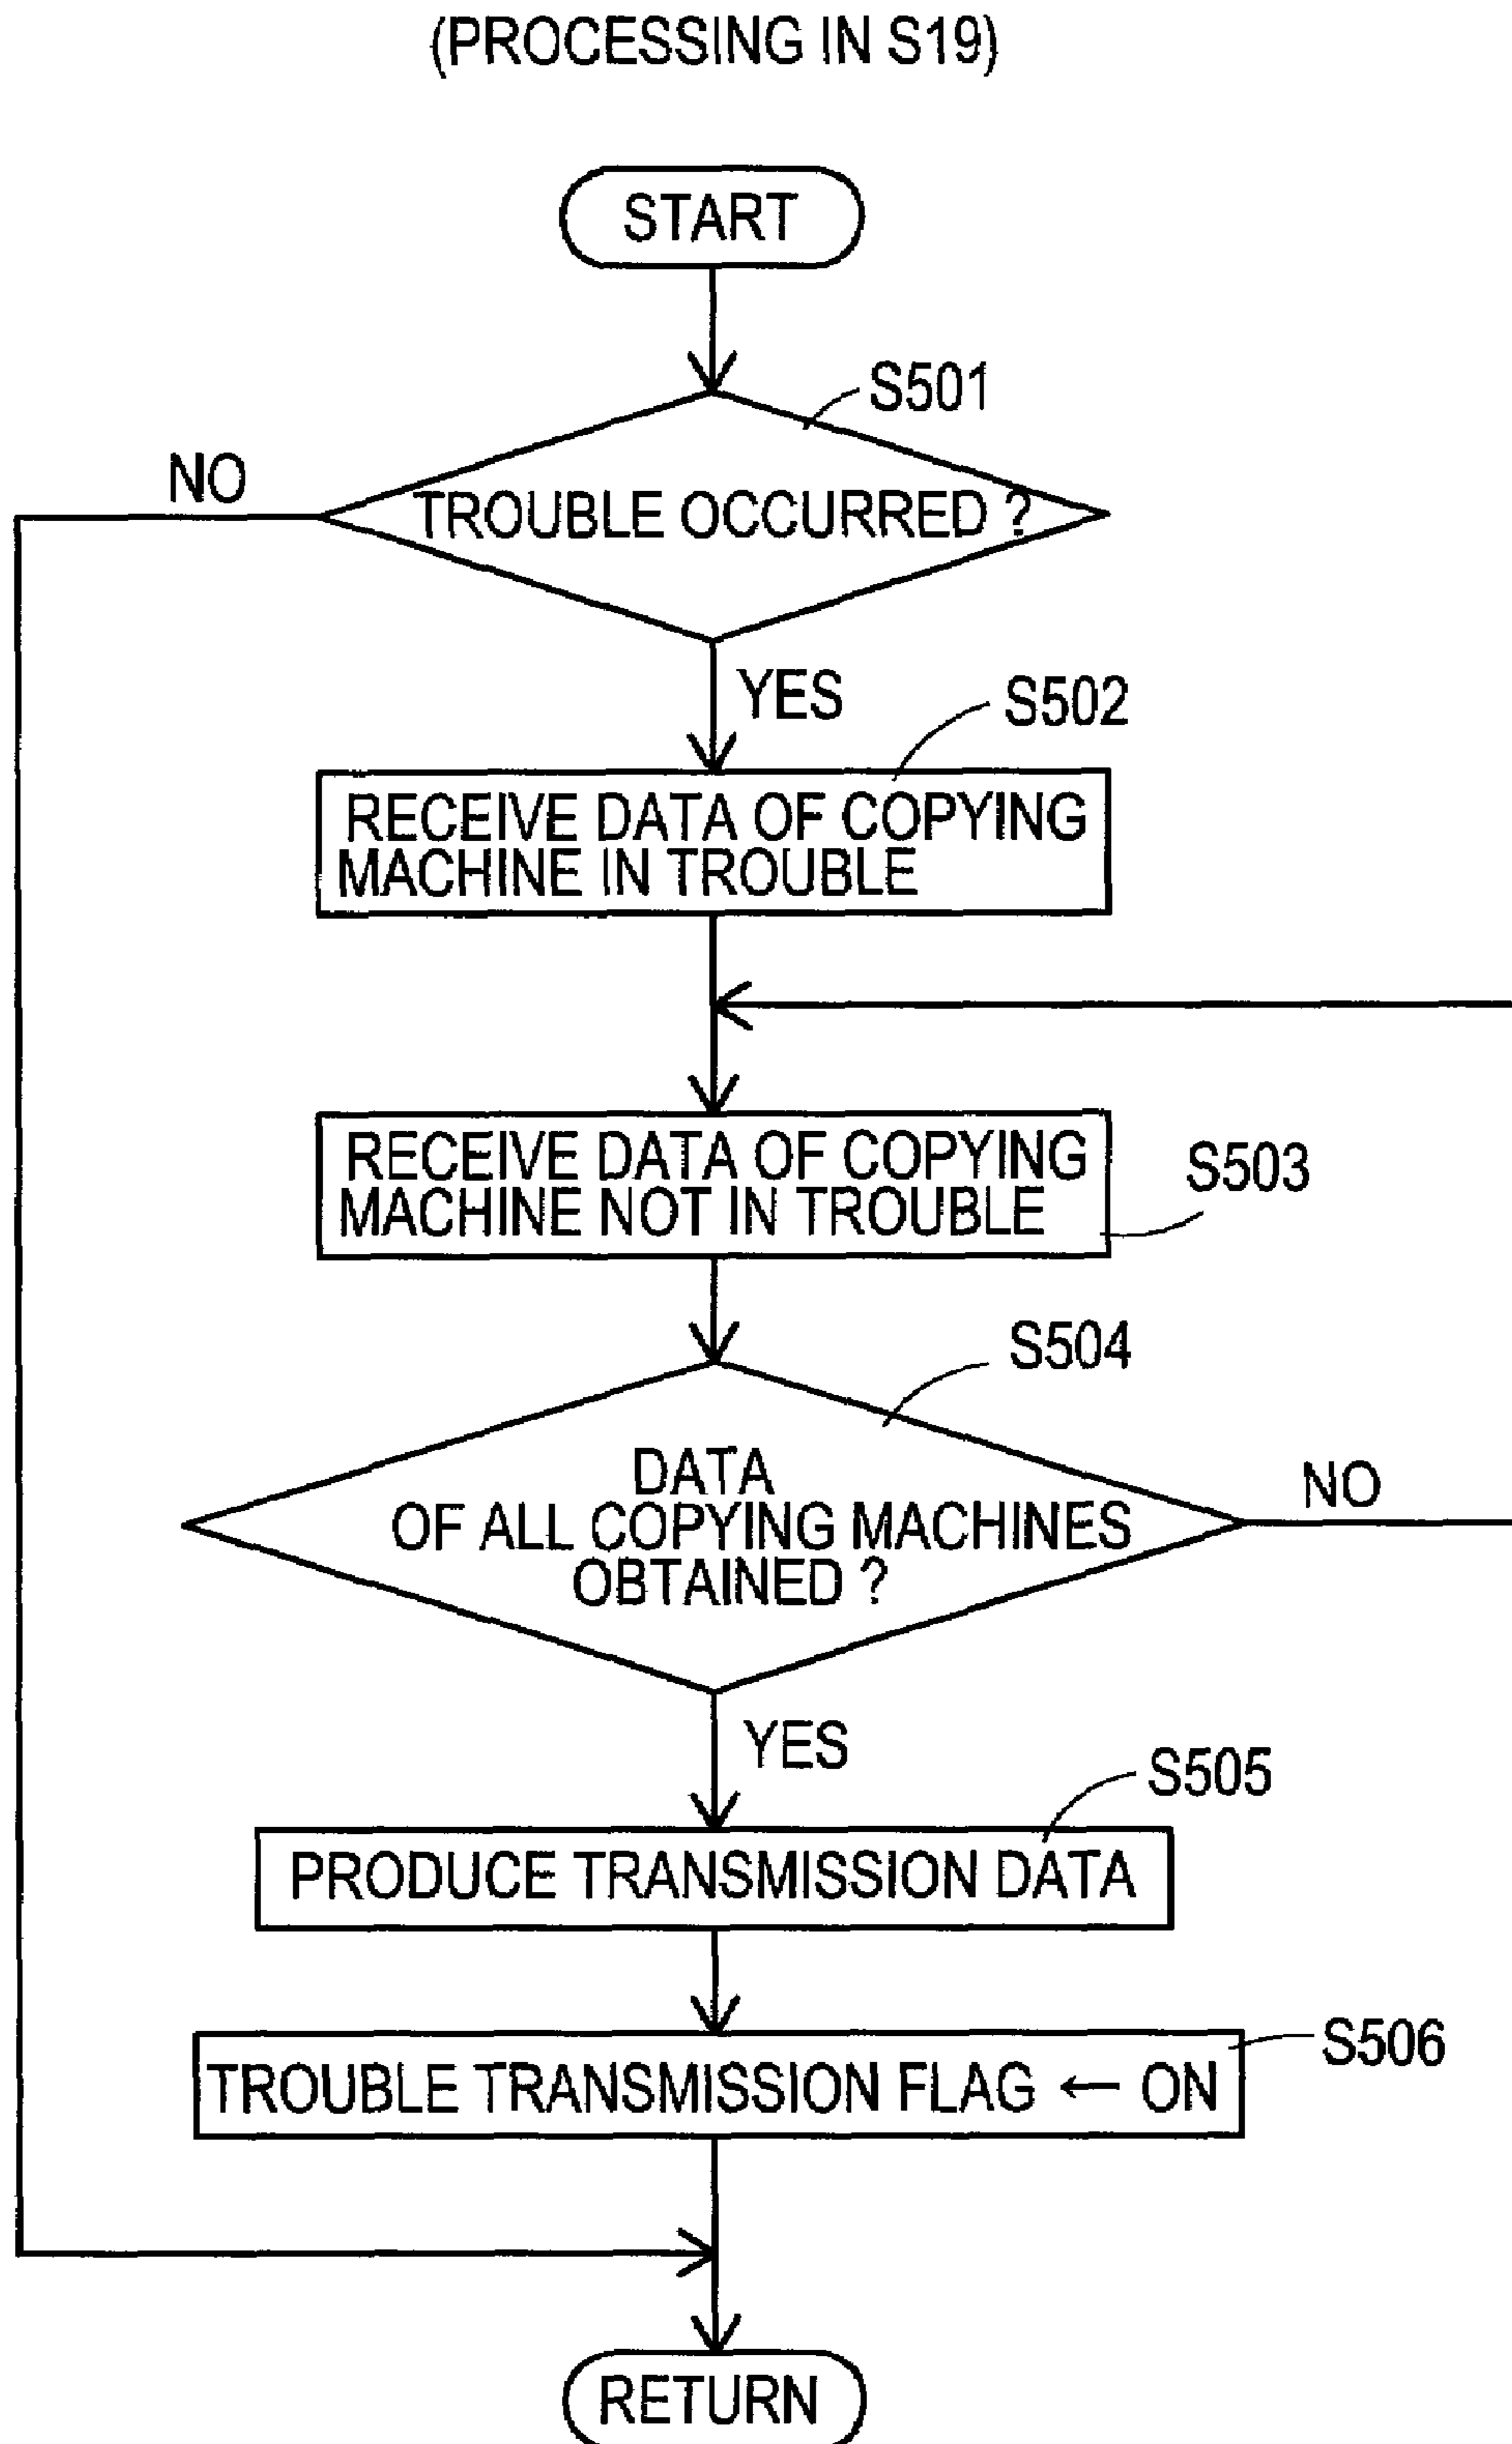 (PROCESSING IN S19)
START
S501
NO
TROUBLE OCCURRED ?
YES
S502
RECEIVE DATA OF COPYING
MACHINE IN TROUBLE
RECEIVE DATA OF COPYING
MACHINE NOT IN TROUBLE
S503
S504
DATA
OF ALL COPYING MACHINES
OBTAINED ?
NO
YES
S505
PRODUCE TRANSMISSION DATA
S506
TROUBLE TRANSMISSION FLAG ← ON
RETURN